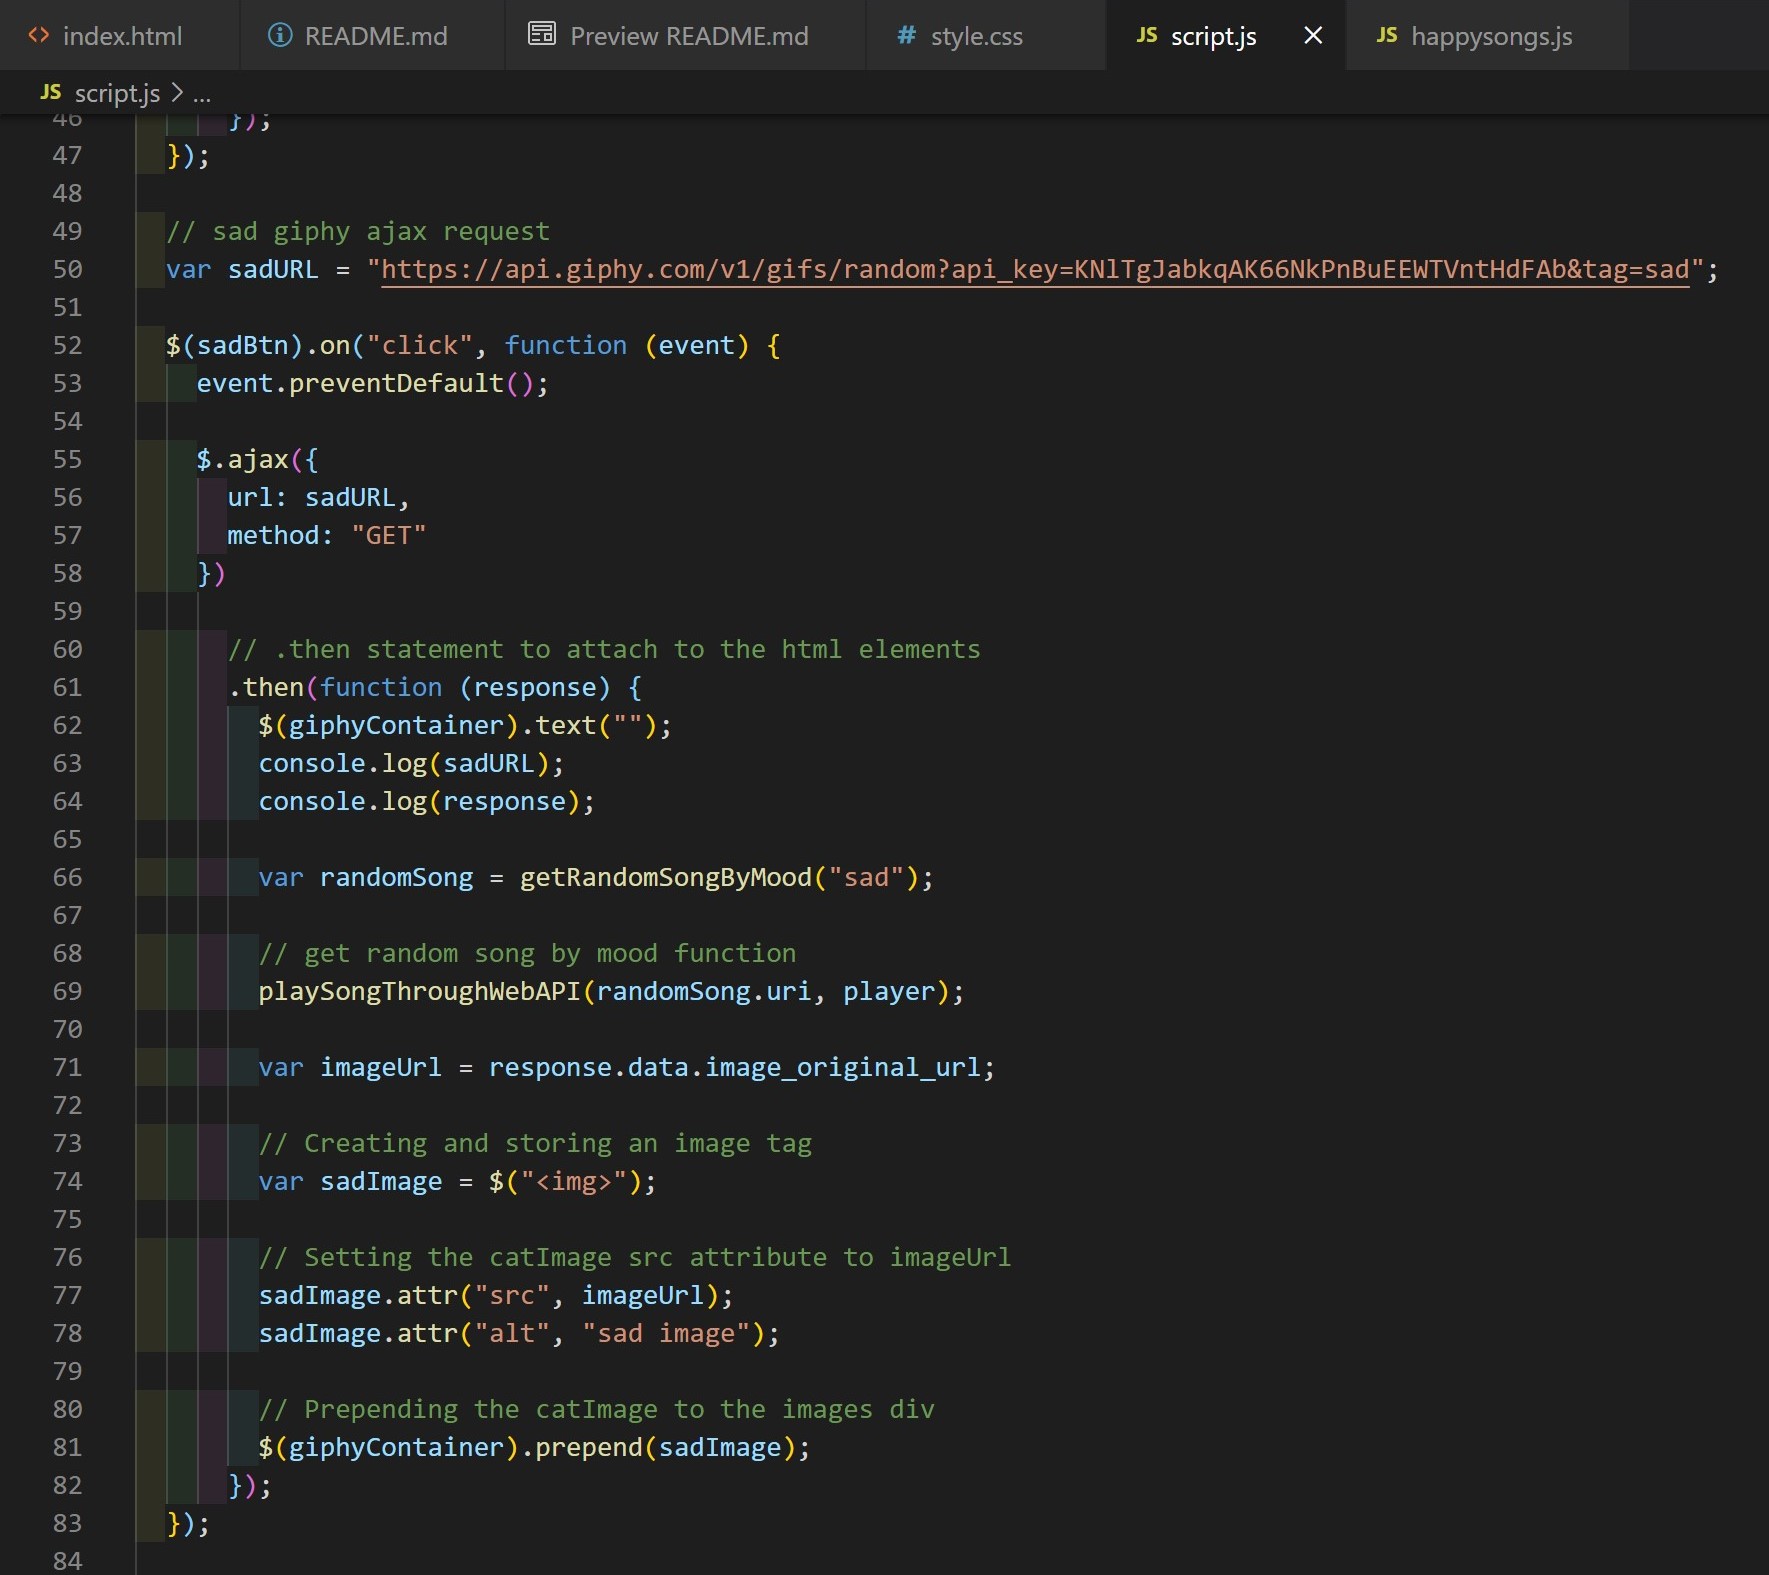 index.html README.md Preview README.md style.css JS script.js JS happysongs.js
JS script.js > ...
46 });
47 });
48
49 // sad giphy ajax request
50 var sadURL = "https://api.giphy.com/v1/gifs/random?api_key=KNlTgJabkqAK66NkPnBuEEWTVntHdFAb&tag=sad";
51
52 $(sadBtn).on("click", function (event) {
53 event.preventDefault();
54
55 $.ajax({
56 url: sadURL,
57 method: "GET"
58 })
59
60 // .then statement to attach to the html elements
61 .then(function (response) {
62 $(giphyContainer).text("");
63 console.log(sadURL);
64 console.log(response);
65
66 var randomSong = getRandomSongByMood("sad");
67
68 // get random song by mood function
69 playSongThroughWebAPI(randomSong.uri, player);
70
71 var imageUrl = response.data.image_original_url;
72
73 // Creating and storing an image tag
74 var sadImage = $("<img>");
75
76 // Setting the catImage src attribute to imageUrl
77 sadImage.attr("src", imageUrl);
78 sadImage.attr("alt", "sad image");
79
80 // Prepending the catImage to the images div
81 $(giphyContainer).prepend(sadImage);
82 });
83 });
84